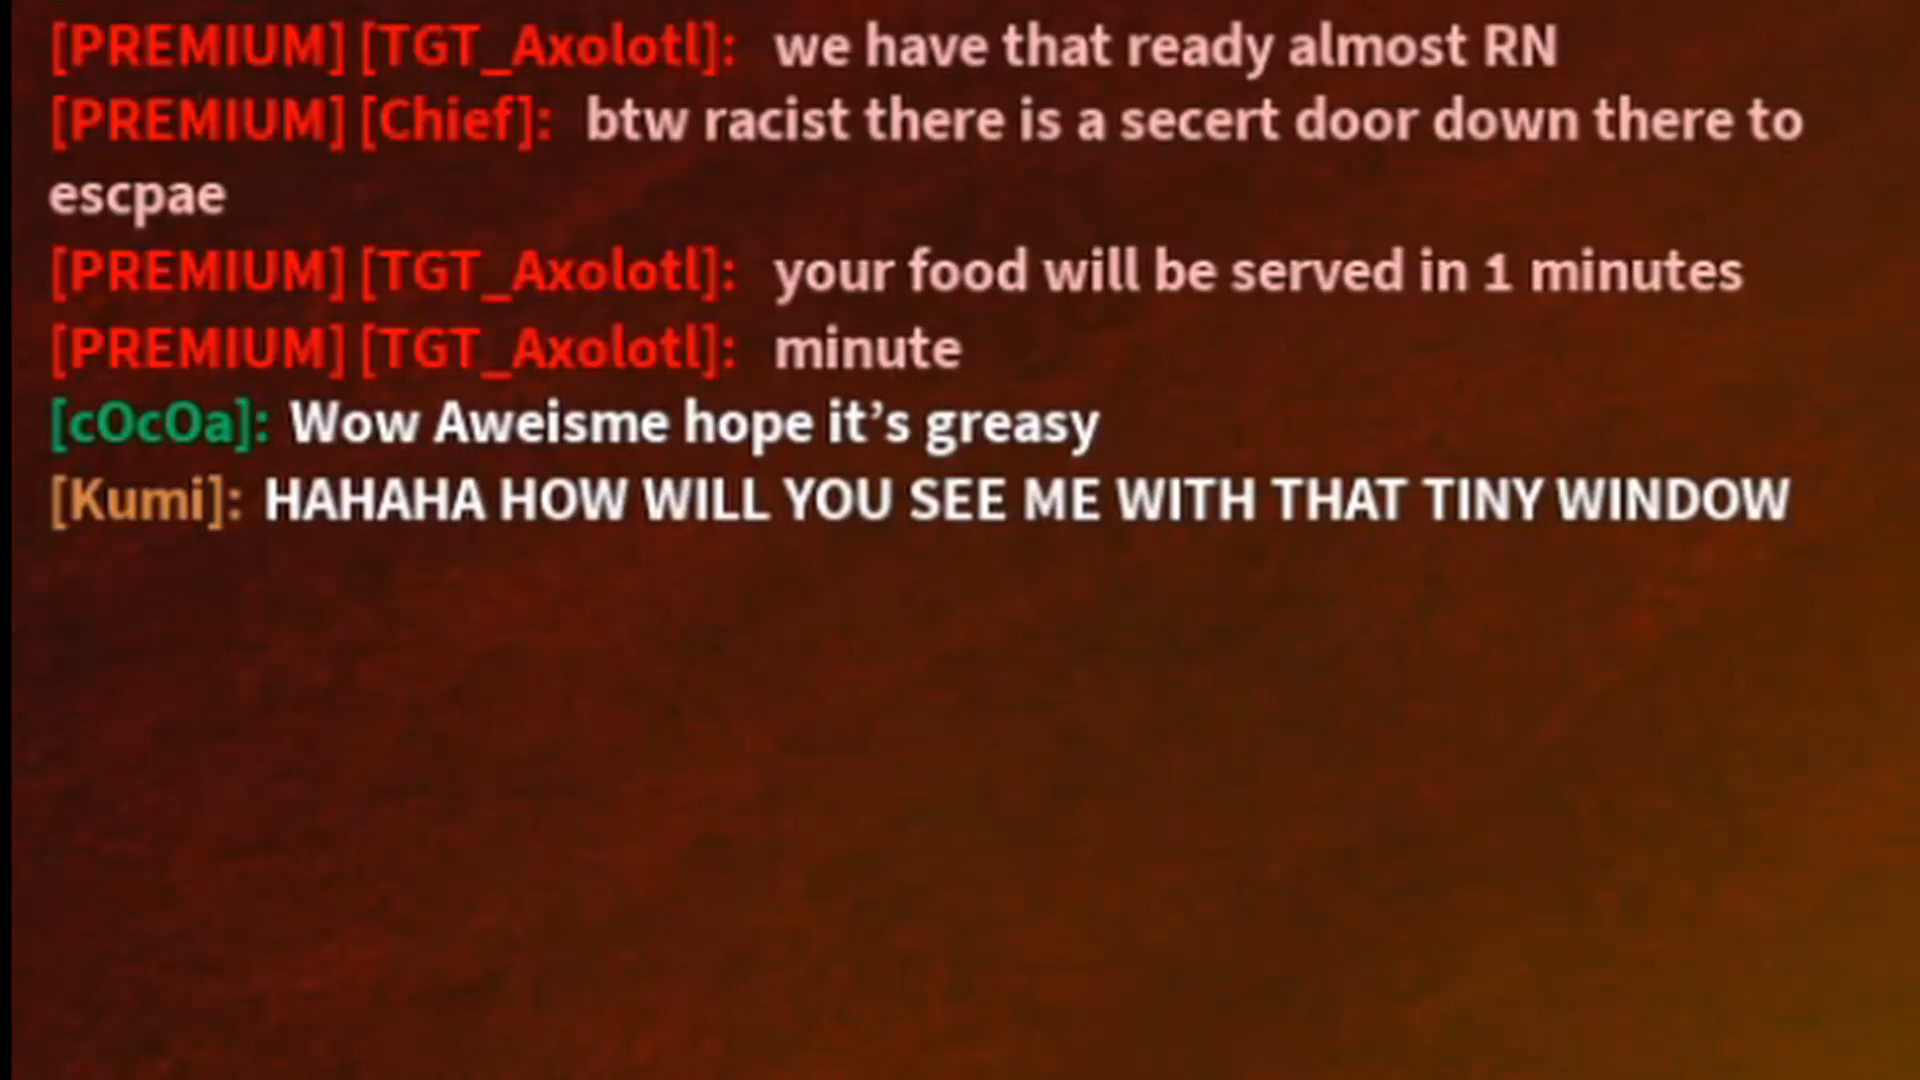 [PREMIUM] [TGT_Axolotl]: we have that ready almost RN
[PREMIUM] [Chief]: btw racist there is a secert door down there to
escpae
[PREMIUM] [TGT_Axolotl]: your food will be served in 1 minutes
[PREMIUM] [TGT_Axolotl]: minute
[cOcOa]: Wow Aweisme hope it’s greasy
[Kumi]: HAHAHA HOW WILL YOU SEE ME WITH THAT TINY WINDOW